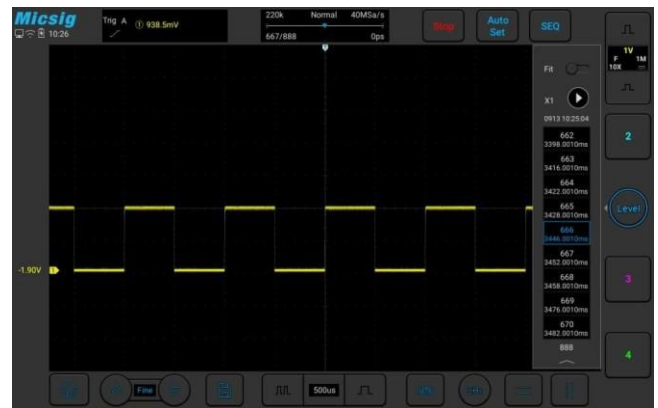 Micsig
10:26
Trig A ① 938.5mV
220k Normal 40MSa/s
667/888 0ps
Stop
Auto
Set
SEQ
1V
F 1M
10X
Fit
X1
0913 10:25:04
662
3398.0010ms
663
3416.0010ms
664
3422.0010ms
665
3428.0010ms
666
3446.0010ms
667
3452.0010ms
668
3458.0010ms
669
3476.0010ms
670
3482.0010ms
888
2
Level
3
4
-1.90V
1
Fine
500us